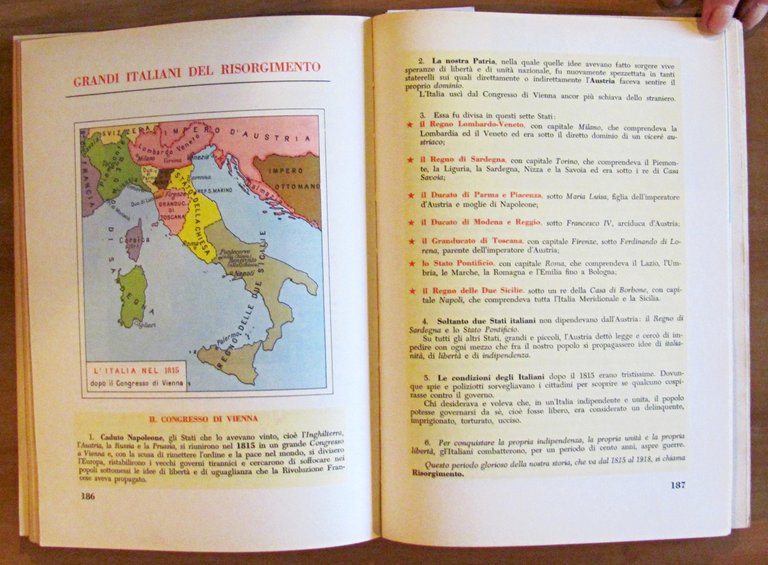 GRANDI ITALIANI DEL RISORGIMENTO
SVIZZERA
IMPERO D'AUSTRIA
Lombardo Veneto
Milano
Verona
Venezia
FRANCIA
Piemonte
REGNO DI SA
Ravenna
IMPERO
OTTOMANO
Dalmazia
REP. S. MARINO
Firenze
GRANDUC.
DI
TOSCANA
STATO DELLA CHIESA
Corsica
Roma
Pontecorvo
Benevento
Napoli
REGNO DELLE DUE SICILIE
EGA
Cagliari
Palermo
L'ITALIA NEL 1815
dopo il Congresso di Vienna
IL CONGRESSO DI VIENNA
1. Caduto Napoleone, gli Stati che lo avevano vinto, cioè l'Inghilterra,
l'Austria, la Russia e la Prussia, si riunirono nel 1815 in un grande Congresso
a Vienna e, con la scusa di rimettere l'ordine e la pace nel mondo, si divisero
l'Europa, ristabilirono i vecchi governi tirannici e cercarono di soffocare nei
popoli sottomessi le idee di libertà e di uguaglianza che la Rivoluzione Fran-
cese aveva propagato.
186
2. La nostra Patria, nella quale quelle idee avevano fatto sorgere vive
speranze di libertà e di unità nazionale, fu nuovamente spezzettata in tanti
staterelli sui quali direttamente o indirettamente l'Austria faceva sentire il
proprio dominio.
L'Italia uscì dal Congresso di Vienna ancor più schiava dello straniero.
3. Essa fu divisa in questi sette Stati:
★ il Regno Lombardo-Veneto, con capitale Milano, che comprendeva la
Lombardia ed il Veneto ed era sotto il diretto dominio di un viceré au-
striaco;
★ il Regno di Sardegna, con capitale Torino, che comprendeva il Piemon-
te, la Liguria, la Sardegna, Nizza e la Savoia ed era sotto i re di Casa
Savoia;
★ il Ducato di Parma e Piacenza, sotto Maria Luisa, figlia dell'imperatore
d'Austria e moglie di Napoleone;
★ il Ducato di Modena e Reggio, sotto Francesco IV, arciduca d'Austria;
★ il Granducato di Toscana, con capitale Firenze, sotto Ferdinando di Lo-
rena, parente dell'imperatore d'Austria;
★ lo Stato Pontificio, con capitale Roma, che comprendeva il Lazio, l'Um-
bria, le Marche, la Romagna e l'Emilia fino a Bologna;
★ il Regno delle Due Sicilie, sotto un re della Casa di Borbone, con capi-
tale Napoli, che comprendeva tutta l'Italia Meridionale e la Sicilia.
4. Soltanto due Stati italiani non dipendevano dall'Austria: il Regno di
Sardegna e lo Stato Pontificio.
Su tutti gli altri Stati, grandi e piccoli, l'Austria dettò legge e cercò di im-
pedire con ogni mezzo che fra il nostro popolo si propagassero idee di italia-
nità, di libertà e di indipendenza.
5. Le condizioni degli Italiani dopo il 1815 erano tristissime. Dovun-
que spie e poliziotti sorvegliavano i cittadini per scoprire se qualcuno cospi-
rasse contro il governo.
Chi desiderava e voleva che, in un'Italia indipendente e unita, il popolo
potesse governarsi da sè, cioè fosse libero, era considerato un delinquente,
imprigionato, torturato, ucciso.
6. Per conquistare la propria indipendenza, la propria unità e la propria
libertà, gl'Italiani combatterono, per un periodo di cento anni, aspre guerre.
Questo periodo glorioso della nostra storia, che va dal 1815 al 1918, si chiama
Risorgimento.
187